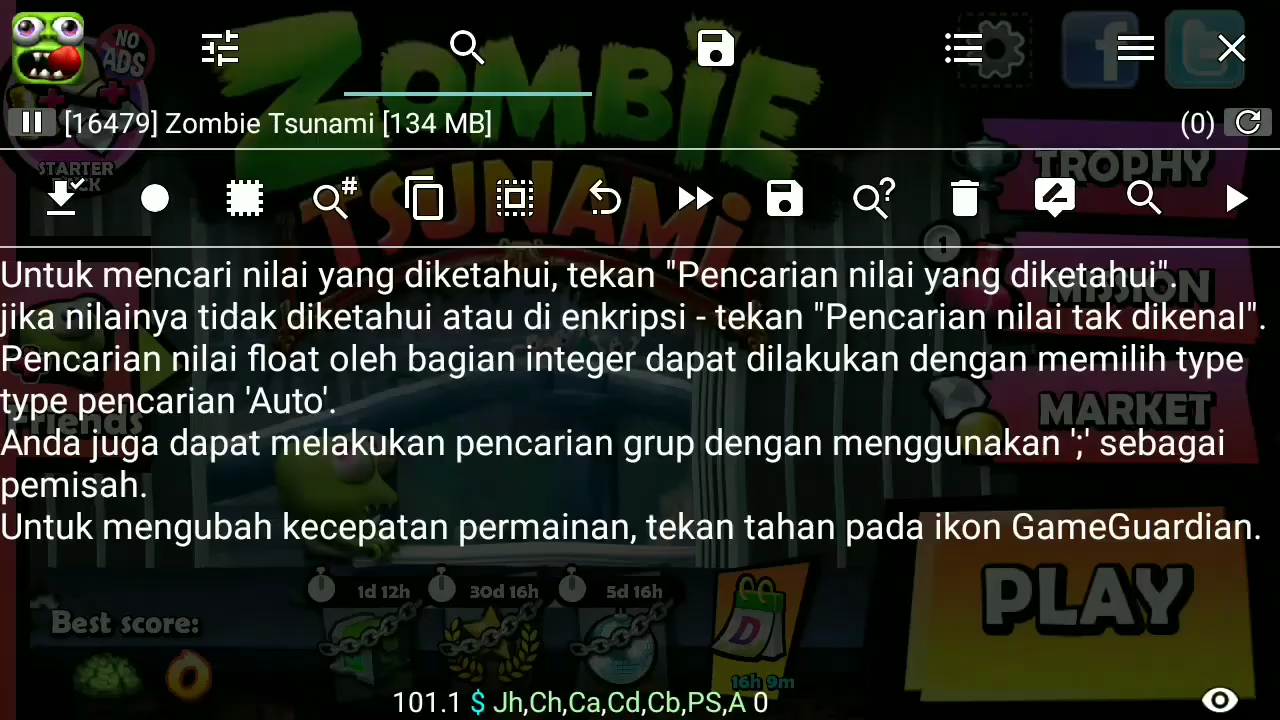 NO
ADS
STARTER
PACK
ZOMBIE
TSUNAMI
[16479] Zombie Tsunami [134 MB]
(0)
TROPHY
#
?
1
Untuk mencari nilai yang diketahui, tekan "Pencarian nilai yang diketahui".
MISSION
jika nilainya tidak diketahui atau di enkripsi - tekan "Pencarian nilai tak dikenal".
Pencarian nilai float oleh bagian integer dapat dilakukan dengan memilih type
type pencarian 'Auto'.
Friends
MARKET
Anda juga dapat melakukan pencarian grup dengan menggunakan ';' sebagai
pemisah.
Untuk mengubah kecepatan permainan, tekan tahan pada ikon GameGuardian.
1d 12h
30d 16h
5d 16h
PLAY
Best score:
D
16h 9m
101.1 $ Jh,Ch,Ca,Cd,Cb,PS,A 0